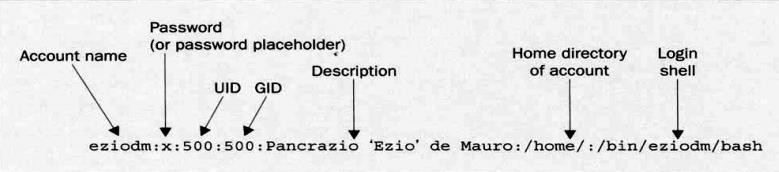 Password
(or password placeholder)
Account name
Home directory
of account
Login
shell
Description
UID GID
eziodm:x:500:500:Pancrazio ‘Ezio’ de Mauro:/home/:/bin/eziodm/bash